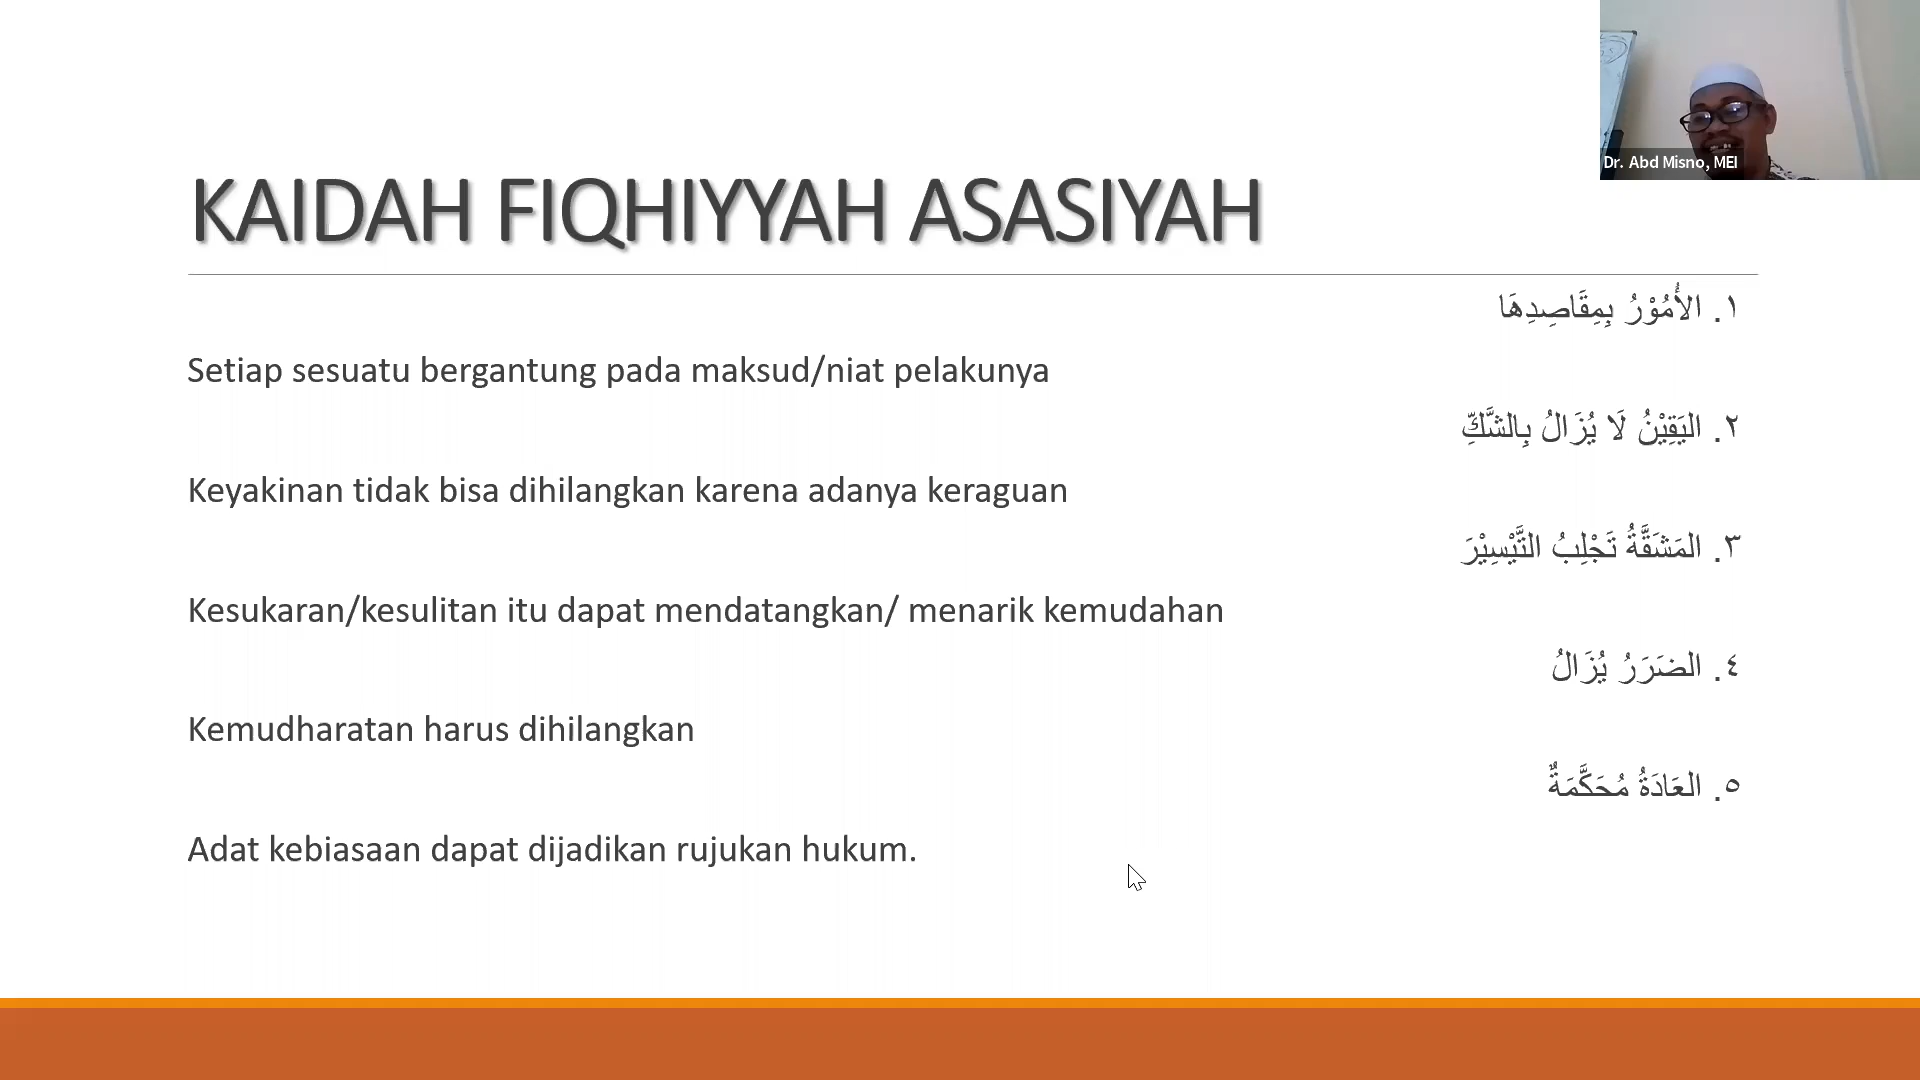 Dr. Abd Misno, MEI
KAIDAH FIQHIYYAH ASASIYAH
١. الأُمُوْرُ بِمِقَاصِدِهَا
Setiap sesuatu bergantung pada maksud/niat pelakunya
٢. اليَقِيْنُ لَا يُزَالُ بِالشَّكِّ
Keyakinan tidak bisa dihilangkan karena adanya keraguan
٣. المَشَقَّةُ تَجْلِبُ التَّيْسِيْرَ
Kesukaran/kesulitan itu dapat mendatangkan/ menarik kemudahan
٤. الضَرَرُ يُزَالُ
Kemudharatan harus dihilangkan
٥. العَادَةُ مُحَكَّمَةٌ
Adat kebiasaan dapat dijadikan rujukan hukum.